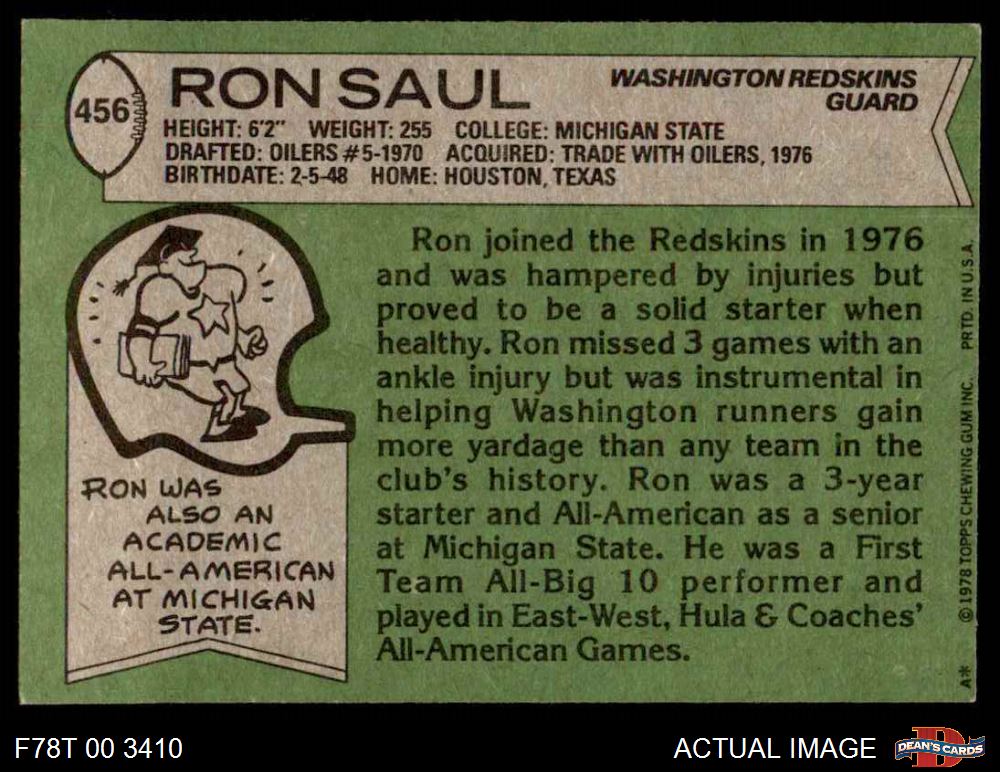 456
RON SAUL
WASHINGTON REDSKINS
GUARD
HEIGHT: 6'2" WEIGHT: 255 COLLEGE: MICHIGAN STATE
DRAFTED: OILERS #5-1970 ACQUIRED: TRADE WITH OILERS, 1976
BIRTHDATE: 2-5-48 HOME: HOUSTON, TEXAS
RON WAS
ALSO AN
ACADEMIC
ALL-AMERICAN
AT MICHIGAN
STATE.
Ron joined the Redskins in 1976
and was hampered by injuries but
proved to be a solid starter when
healthy. Ron missed 3 games with an
ankle injury but was instrumental in
helping Washington runners gain
more yardage than any team in the
club's history. Ron was a 3-year
starter and All-American as a senior
at Michigan State. He was a First
Team All-Big 10 performer and
played in East-West, Hula & Coaches'
All-American Games.
A* © 1978 TOPPS CHEWING GUM INC. PRTD. IN U.S.A.
F78T 00 3410
ACTUAL IMAGE
D
DEAN'S CARDS